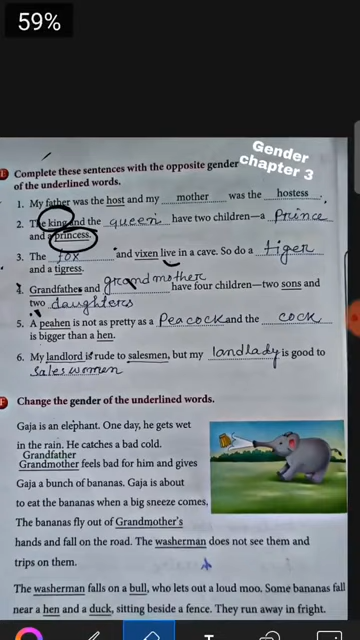 59%
Gender
chapter 3
E Complete these sentences with the opposite gender
of the underlined words.
1. My father was the host and my mother was the hostess.
2. The king and the queen have two children—a Prince
and a princess.
3. The fox and vixen live in a cave. So do a tiger
and a tigress.
4. Grandfather and grandmother have four children—two sons and
two daughters
5. A peahen is not as pretty as a Peacock and the cock
is bigger than a hen.
6. My landlord is rude to salesmen, but my landlady is good to
sales women
F Change the gender of the underlined words.
Gaja is an elephant. One day, he gets wet
in the rain. He catches a bad cold.
Grandfather
Grandmother feels bad for him and gives
Gaja a bunch of bananas. Gaja is about
to eat the bananas when a big sneeze comes.
The bananas fly out of Grandmother's
hands and fall on the road. The washerman does not see them and
trips on them.
The washerman falls on a bull, who lets out a loud moo. Some bananas fall
near a hen and a duck, sitting beside a fence. They run away in fright.
T